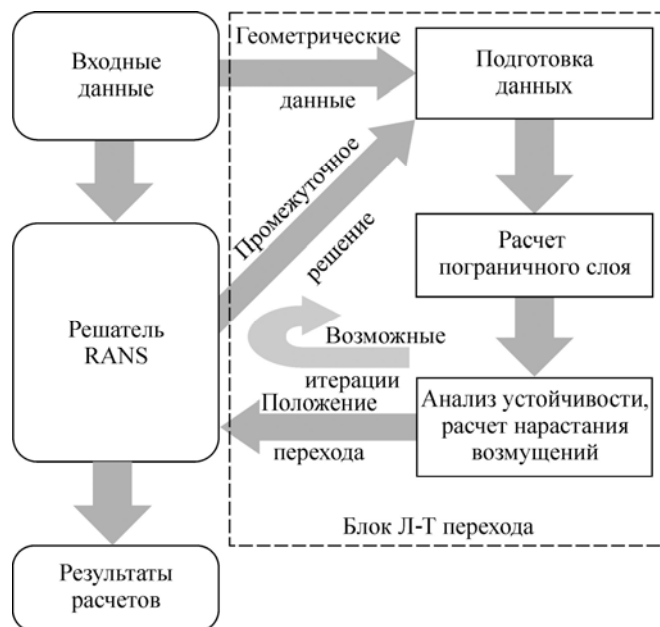 Входные
данные
Геометрические
данные
Подготовка
данных
Промежуточное
решение
Расчет
пограничного слоя
Решатель
RANS
Возможные
итерации
Положение
перехода
Анализ устойчивости,
расчет нарастания
возмущений
Блок Л-Т перехода
Результаты
расчетов